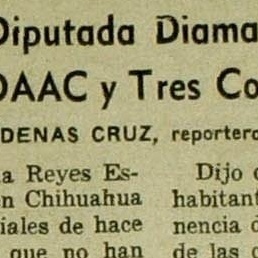 Diputada Diama
DAAC y Tres Co
DENAS CRUZ, reportero
a Reyes Es-
n Chihuahua
iales de hace
que no han
Dijo
habitant
nencia d
de las